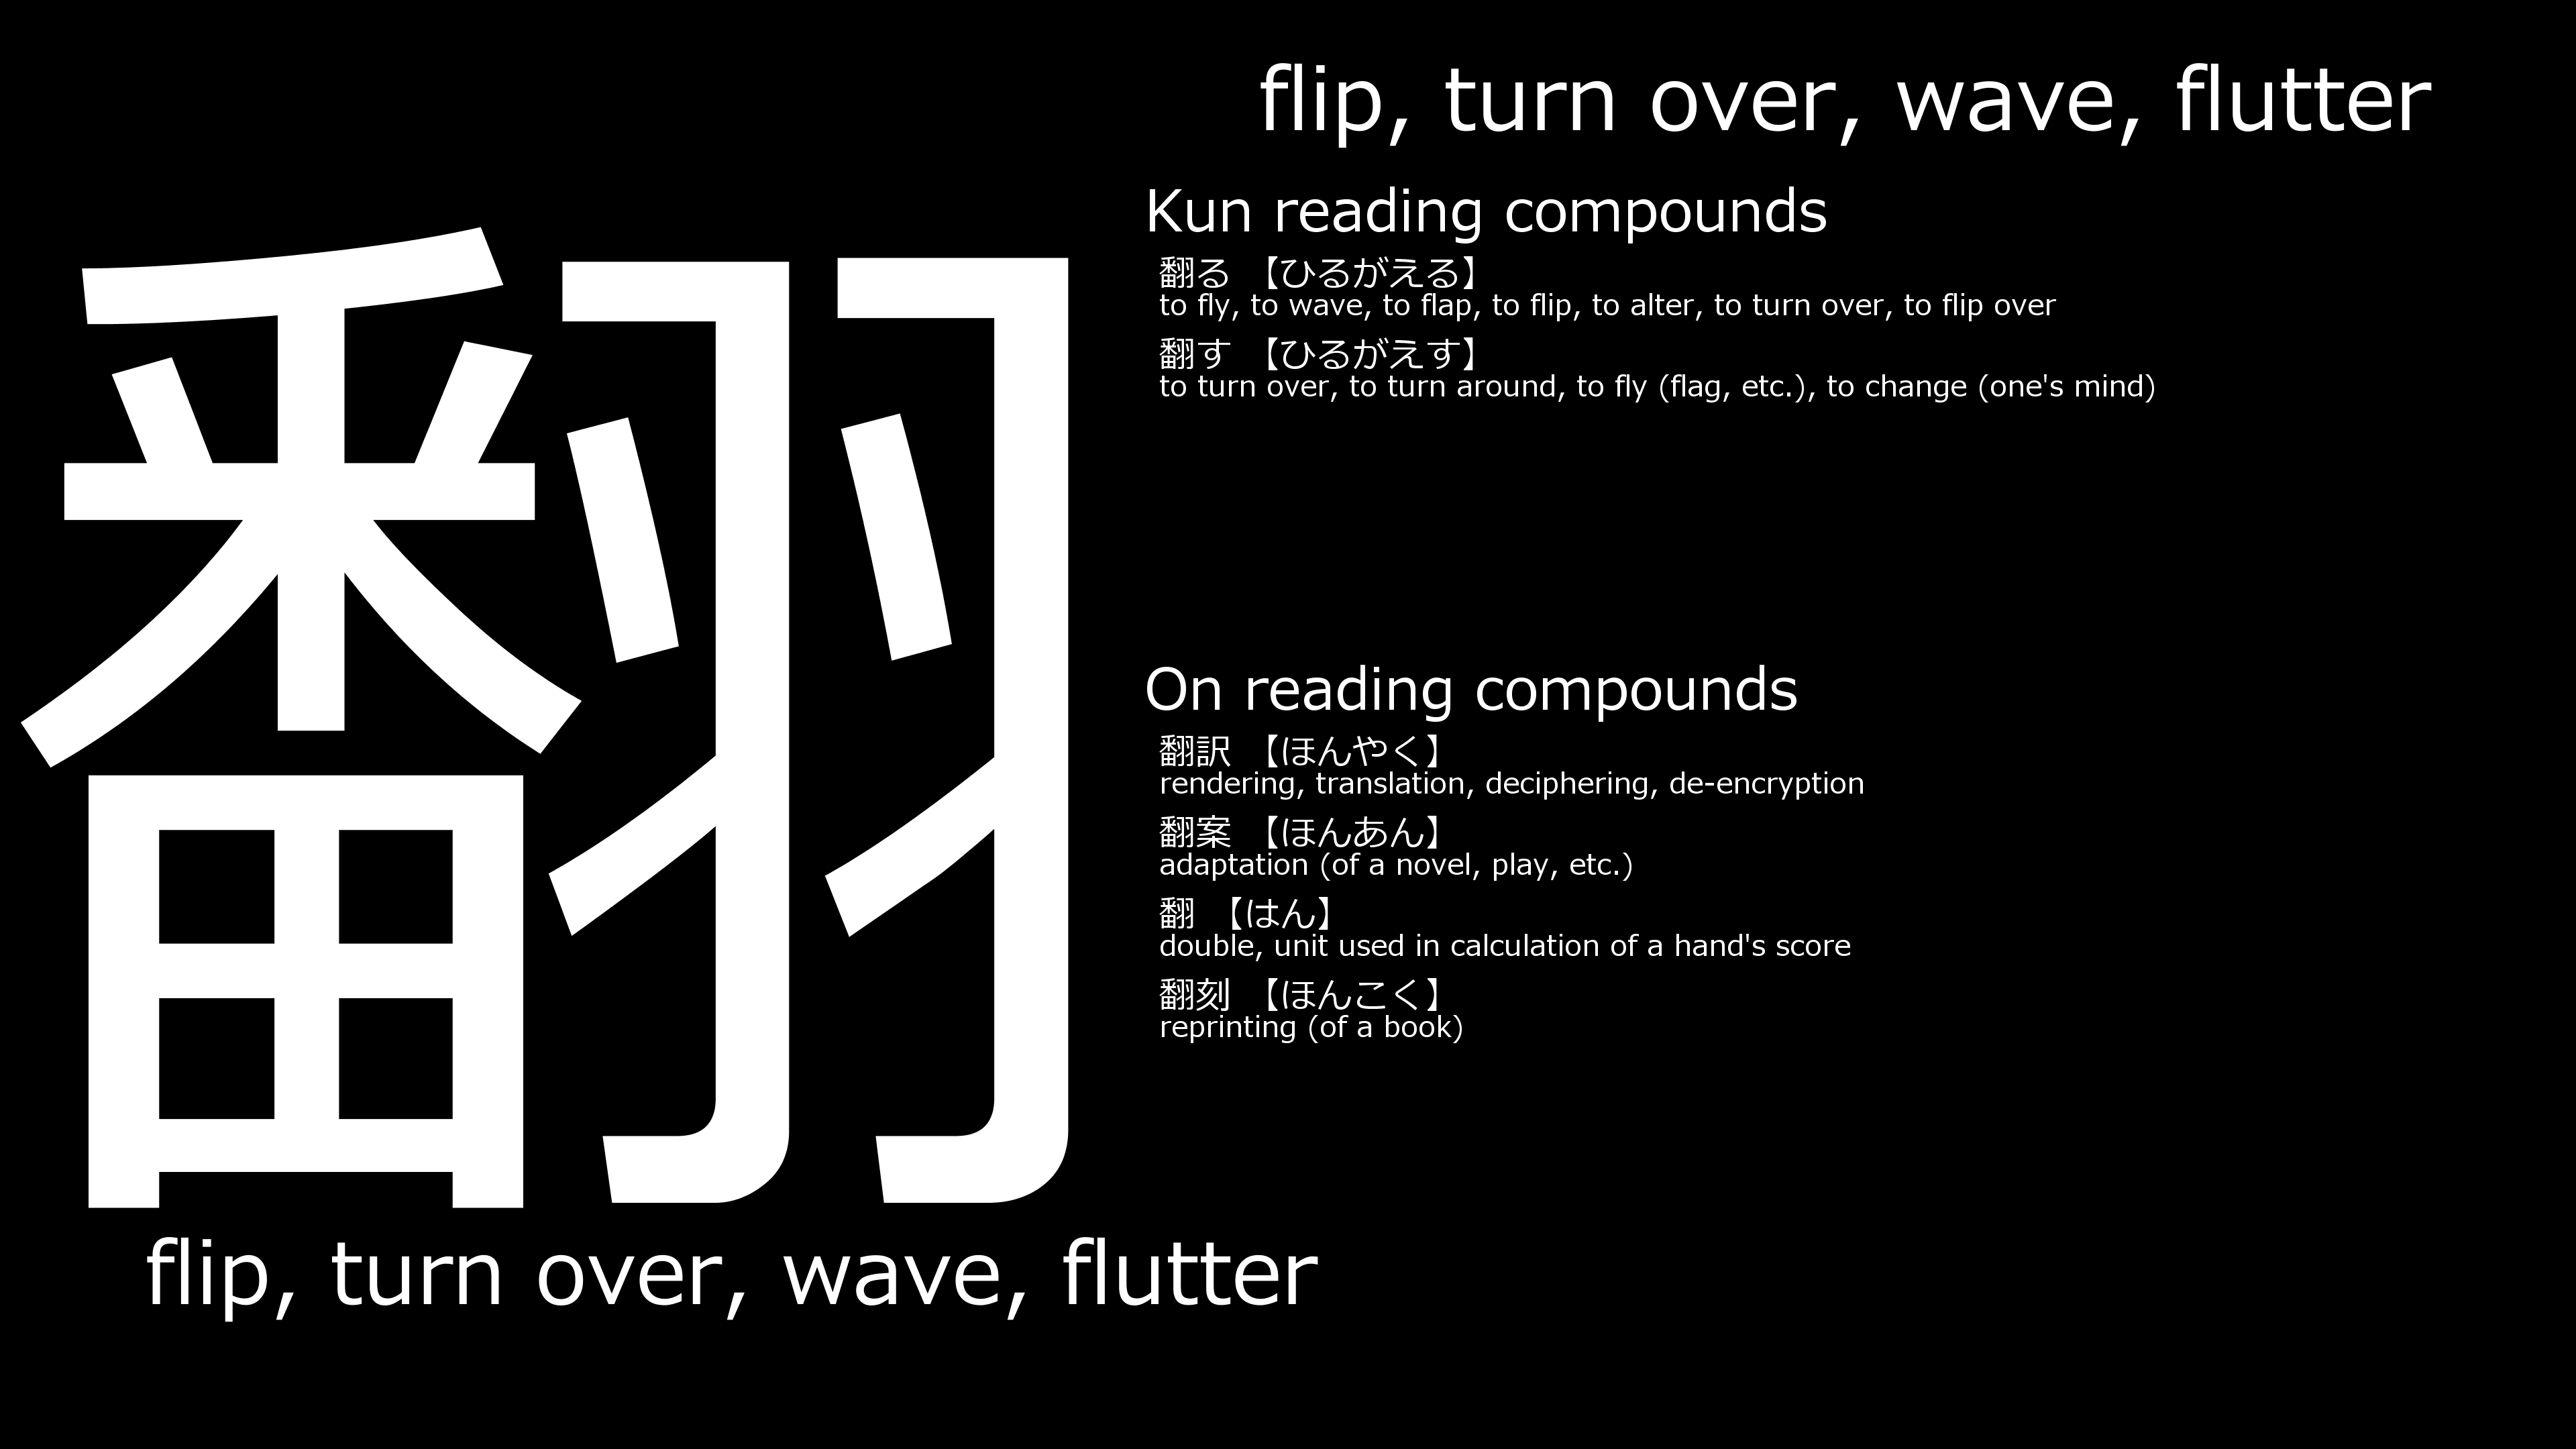 翻
flip, turn over, wave, flutter
flip, turn over, wave, flutter
Kun reading compounds
翻る 【ひるがえる】
to fly, to wave, to flap, to flip, to alter, to turn over, to flip over
翻す 【ひるがえす】
to turn over, to turn around, to fly (flag, etc.), to change (one's mind)
On reading compounds
翻訳 【ほんやく】
rendering, translation, deciphering, de-encryption
翻案 【ほんあん】
adaptation (of a novel, play, etc.)
翻 【はん】
double, unit used in calculation of a hand's score
翻刻 【ほんこく】
reprinting (of a book)